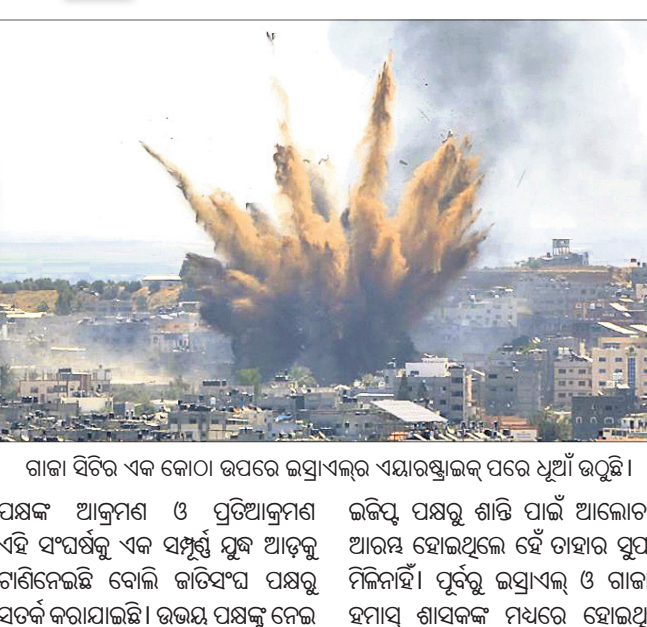 ଗାଜା ସିଟିର ଏକ କୋଠା ଉପରେ ଇସ୍ରାଏଲ୍‌ର ଏୟାରଷ୍ଟ୍ରାଇକ୍ ପରେ ଧୂଆଁ ଉଠୁଛି।
ପକ୍ଷଙ୍କ ଆକ୍ରମଣ ଓ ପ୍ରତିଆକ୍ରମଣ
ଏହି ସଂଘର୍ଷକୁ ଏକ ସମ୍ପୂର୍ଣ୍ଣ ଯୁଦ୍ଧ ଆଡ଼କୁ
ଟାଣିନେଇଛି ବୋଲି ଜାତିସଂଘ ପକ୍ଷରୁ
ସତର୍କ କରାଯାଇଛି। ଉଭୟ ପକ୍ଷଙ୍କୁ ନେଇ
ଇଜିପ୍ଟ ପକ୍ଷରୁ ଶାନ୍ତି ପାଇଁ ଆଲୋଚ
ଆରମ୍ଭ ହୋଇଥିଲେ ହେଁ ତାହାର ସୁଫ
ମିଳିନାହିଁ। ପୂର୍ବରୁ ଇସ୍ରାଏଲ୍ ଓ ଗାଜା
ହମାସ୍ ଶାସକଙ୍କ ମଧ୍ୟରେ ହୋଇଥି